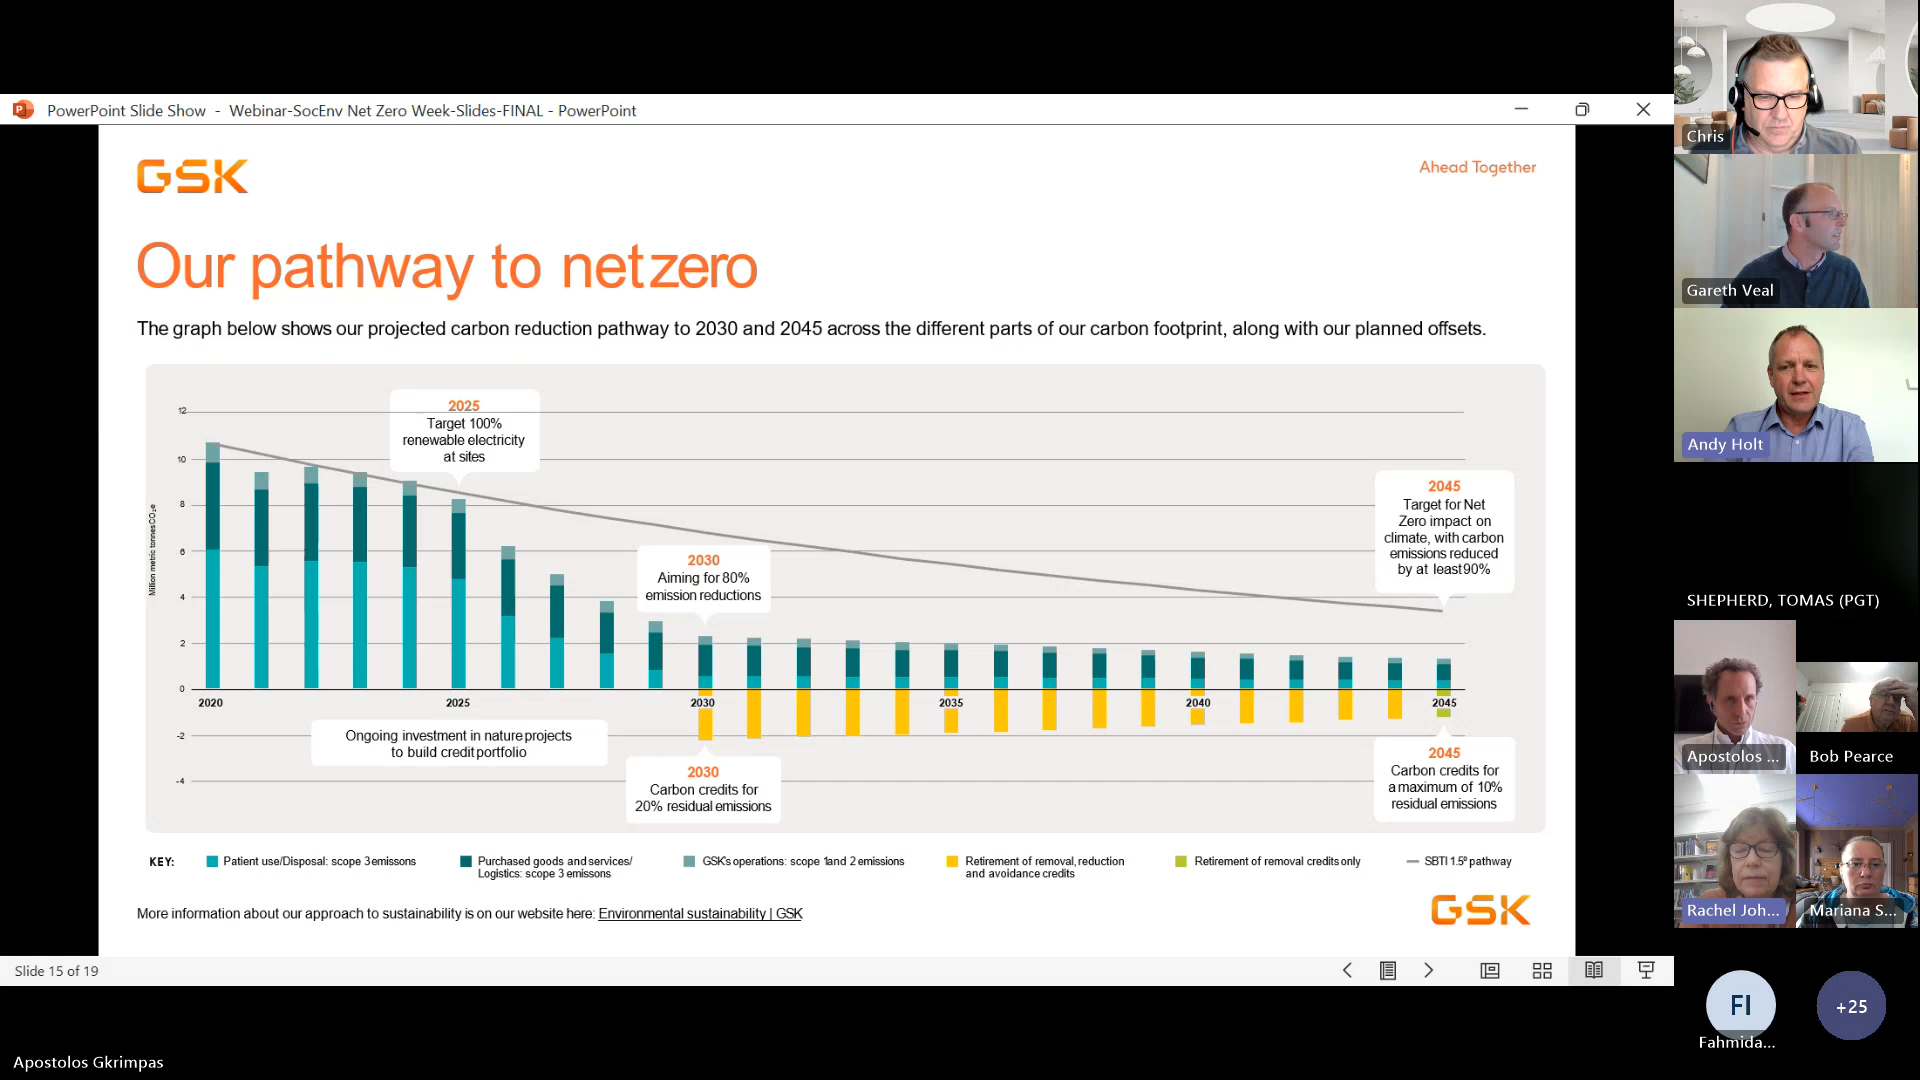 PowerPoint Slide Show - Webinar-SocEnv Net Zero Week-Slides-FINAL - PowerPoint
GSK
Ahead Together
Our pathway to net zero
The graph below shows our projected carbon reduction pathway to 2030 and 2045 across the different parts of our carbon footprint, along with our planned offsets.
12
10
8
6
4
2
0
-2
-4
Million metric tonnes CO₂e
2025
Target 100%
renewable electricity
at sites
2030
Aiming for 80%
emission reductions
2045
Target for Net
Zero impact on
climate, with carbon
emissions reduced
by at least 90%
2020
2025
2030
2035
2040
2045
Ongoing investment in nature projects
to build credit portfolio
2030
Carbon credits for
20% residual emissions
2045
Carbon credits for
a maximum of 10%
residual emissions
KEY:
Patient use/Disposal: scope 3 emissons
Purchased goods and services/
Logistics: scope 3 emissons
GSK's operations: scope 1 and 2 emissions
Retirement of removal, reduction
and avoidance credits
Retirement of removal credits only
SBTI 1.5º pathway
More information about our approach to sustainability is on our website here: Environmental sustainability | GSK
GSK
Slide 15 of 19
Apostolos Gkrimpas
Chris
Gareth Veal
Andy Holt
SHEPHERD, TOMAS (PGT)
Apostolos ...
Bob Pearce
Rachel Joh...
Mariana S...
FI
+25
Fahmida...